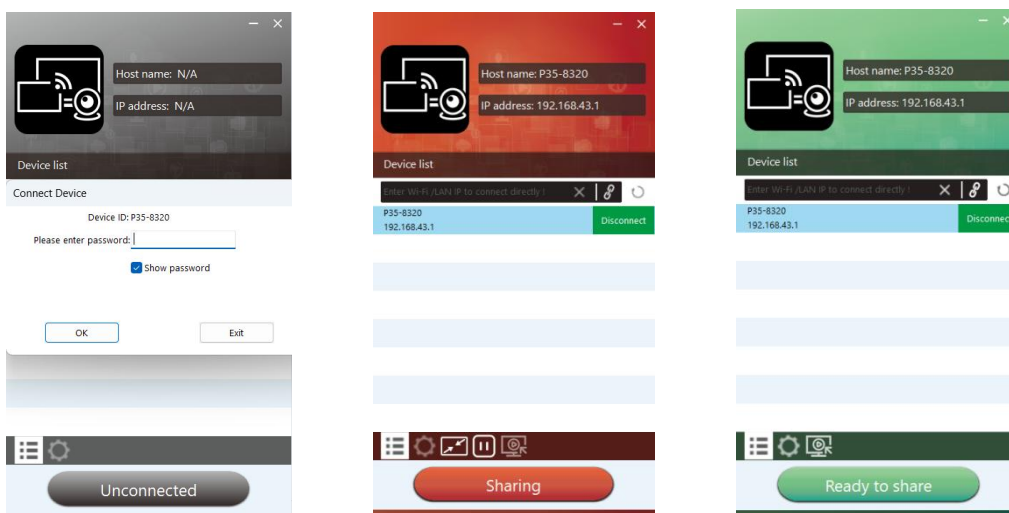 Host name: N/A
IP address: N/A
Device list
Connect Device
Device ID: P35-8320
Please enter password:
Show password
OK
Exit
Unconnected
Host name: P35-8320
IP address: 192.168.43.1
Device list
Enter Wi-Fi /LAN IP to connect directly !
P35-8320
192.168.43.1
Disconnect
Sharing
Host name: P35-8320
IP address: 192.168.43.1
Device list
Enter Wi-Fi /LAN IP to connect directly !
P35-8320
192.168.43.1
Disconnec
Ready to share